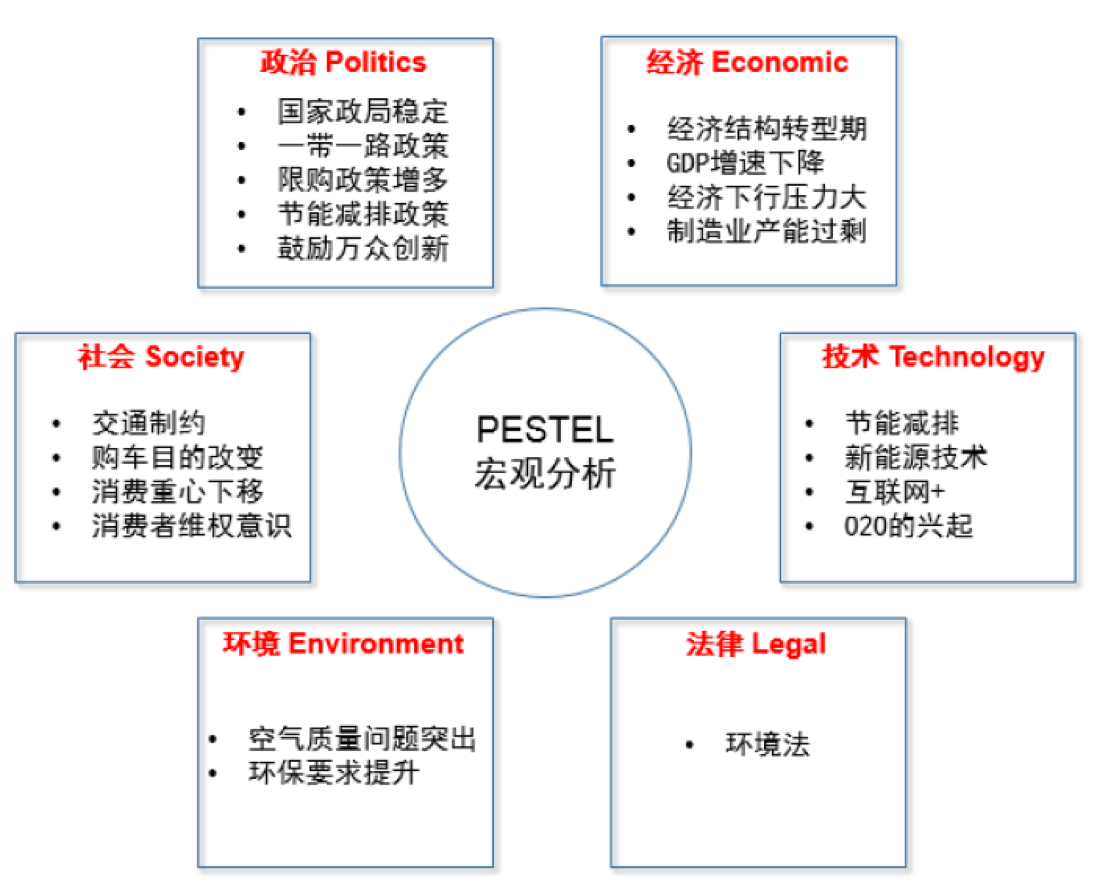 政治 Politics
• 国家政局稳定
• 一带一路政策
• 限购政策增多
• 节能减排政策
• 鼓励万众创新
经济 Economic
• 经济结构转型期
• GDP增速下降
• 经济下行压力大
• 制造业产能过剩
社会 Society
• 交通制约
• 购车目的改变
• 消费重心下移
• 消费者维权意识
PESTEL
宏观分析
技术 Technology
• 节能减排
• 新能源技术
• 互联网+
• O2O的兴起
环境 Environment
• 空气质量问题突出
• 环保要求提升
法律 Legal
• 环境法